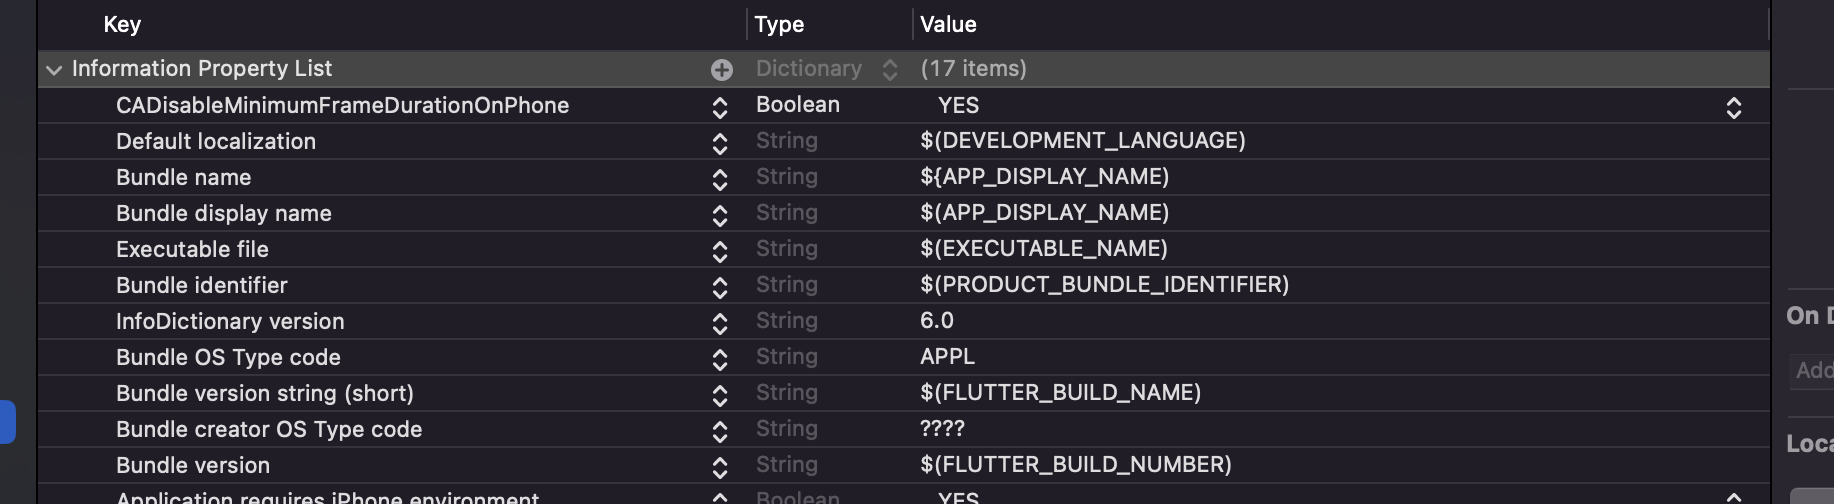 Key Type Value
Information Property List Dictionary (17 items)
CADisableMinimumFrameDurationOnPhone Boolean YES
Default localization String $(DEVELOPMENT_LANGUAGE)
Bundle name String ${APP_DISPLAY_NAME)
Bundle display name String $(APP_DISPLAY_NAME)
Executable file String $(EXECUTABLE_NAME)
Bundle identifier String $(PRODUCT_BUNDLE_IDENTIFIER)
InfoDictionary version String 6.0
On D
Bundle OS Type code String APPL
Add
Bundle version string (short) String $(FLUTTER_BUILD_NAME)
Bundle creator OS Type code String ????
Loca
Bundle version String $(FLUTTER_BUILD_NUMBER)
Application requires iPhone environment Boolean YES